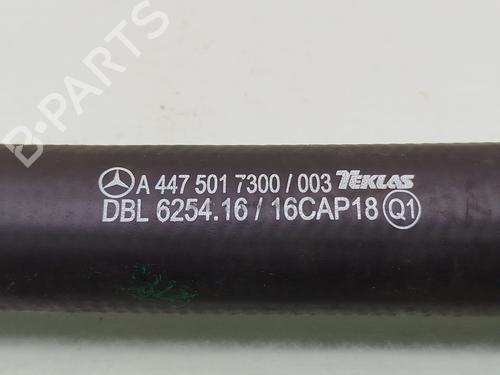 B-PARTS
A 447 501 7300 / 003 TEKLAS
DBL 6254.16 / 16CAP18 Q1